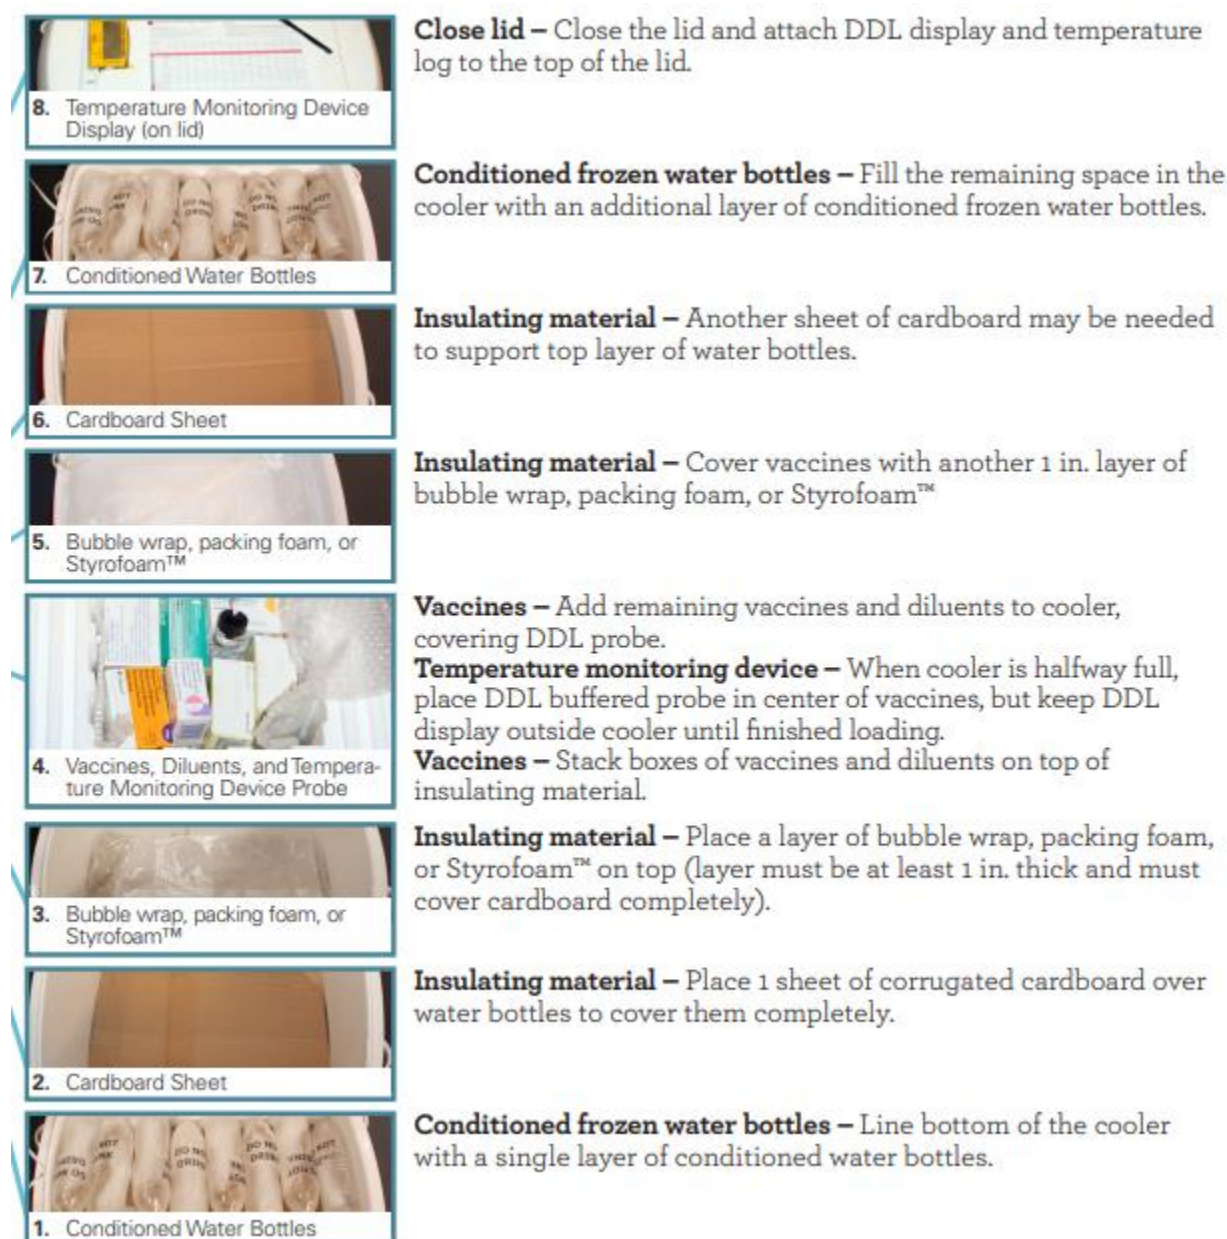 Close lid – Close the lid and attach DDL display and temperature
log to the top of the lid.
8. Temperature Monitoring Device
Display (on lid)
Conditioned frozen water bottles – Fill the remaining space in the
cooler with an additional layer of conditioned frozen water bottles.
7. Conditioned Water Bottles
Insulating material – Another sheet of cardboard may be needed
to support top layer of water bottles.
6. Cardboard Sheet
Insulating material – Cover vaccines with another 1 in. layer of
bubble wrap, packing foam, or Styrofoam™
5. Bubble wrap, packing foam, or
Styrofoam™
Vaccines – Add remaining vaccines and diluents to cooler,
covering DDL probe.
Temperature monitoring device – When cooler is halfway full,
place DDL buffered probe in center of vaccines, but keep DDL
display outside cooler until finished loading.
Vaccines – Stack boxes of vaccines and diluents on top of
insulating material.
4. Vaccines, Diluents, and Tempera-
ture Monitoring Device Probe
Insulating material – Place a layer of bubble wrap, packing foam,
or Styrofoam™ on top (layer must be at least 1 in. thick and must
cover cardboard completely).
3. Bubble wrap, packing foam, or
Styrofoam™
Insulating material – Place 1 sheet of corrugated cardboard over
water bottles to cover them completely.
2. Cardboard Sheet
Conditioned frozen water bottles – Line bottom of the cooler
with a single layer of conditioned water bottles.
1. Conditioned Water Bottles